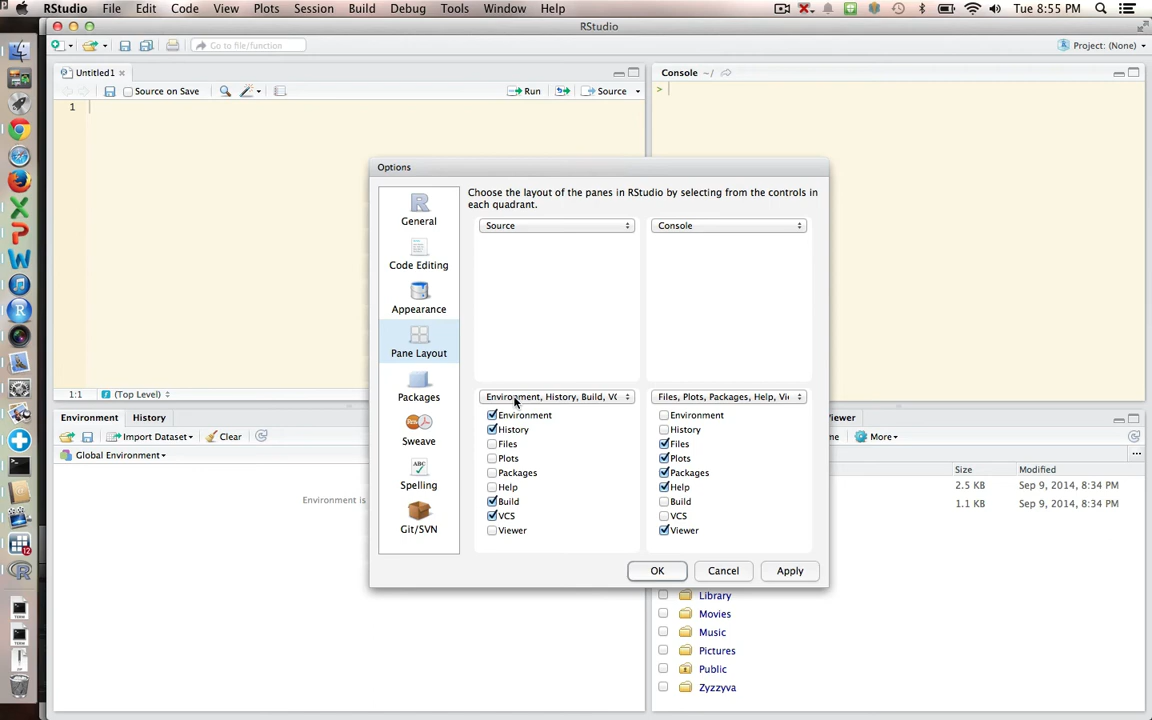 RStudio File Edit Code View Plots Session Build Debug Tools Window Help Tue 8:55 PM
RStudio
Go to file/function Project: (None)
Untitled1 Console ~/
Source on Save Run Source >
1
Options
Choose the layout of the panes in RStudio by selecting from the controls in
each quadrant.
General
Code Editing
Appearance
Pane Layout
Packages
Sweave
Spelling
Git/SVN
Source Console
Environment, History, Build, VC Files, Plots, Packages, Help, Vie
Environment Environment
History History
Files Files
Plots Plots
Packages Packages
Help Help
Build Build
VCS VCS
Viewer Viewer
OK Cancel Apply
1:1 (Top Level)
Environment History
Import Dataset Clear
Global Environment
Environment is
More
Size Modified
2.5 KB Sep 9, 2014, 8:34 PM
1.1 KB Sep 9, 2014, 8:34 PM
Library
Movies
Music
Pictures
Public
Zyzzyva